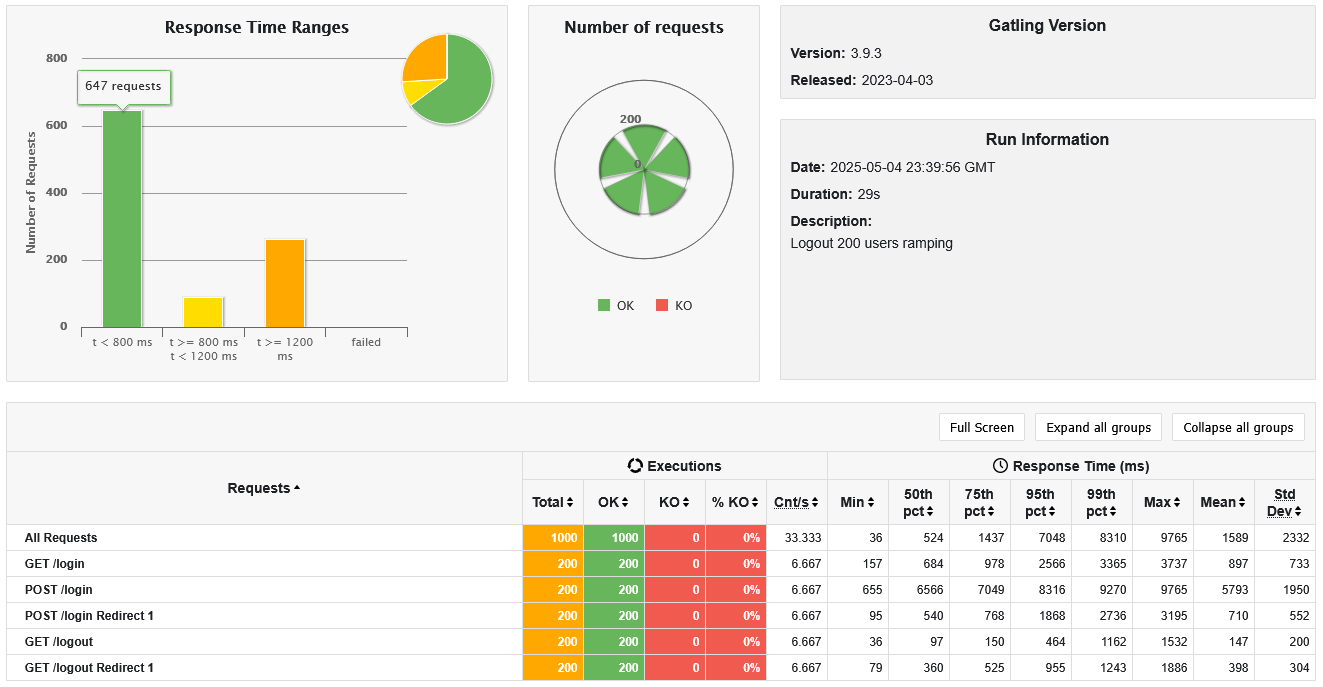 Response Time Ranges
800
647 requests
600
400
200
0
Number of Requests
t < 800 ms
t >= 800 ms
t < 1200 ms
t >= 1200
ms
failed
Number of requests
200
0
OK
KO
Gatling Version
Version: 3.9.3
Released: 2023-04-03
Run Information
Date: 2025-05-04 23:39:56 GMT
Duration: 29s
Description:
Logout 200 users ramping
Full Screen Expand all groups Collapse all groups
Requests
Executions Response Time (ms)
Total OK KO % KO Cnt/s Min 50th pct 75th pct 95th pct 99th pct Max Mean Std Dev
All Requests 1000 1000 0 0% 33.333 36 524 1437 7048 8310 9765 1589 2332
GET /login 200 200 0 0% 6.667 157 684 978 2566 3365 3737 897 733
POST /login 200 200 0 0% 6.667 655 6566 7049 8316 9270 9765 5793 1950
POST /login Redirect 1 200 200 0 0% 6.667 95 540 768 1868 2736 3195 710 552
GET /logout 200 200 0 0% 6.667 36 97 150 464 1162 1532 147 200
GET /logout Redirect 1 200 200 0 0% 6.667 79 360 525 955 1243 1886 398 304